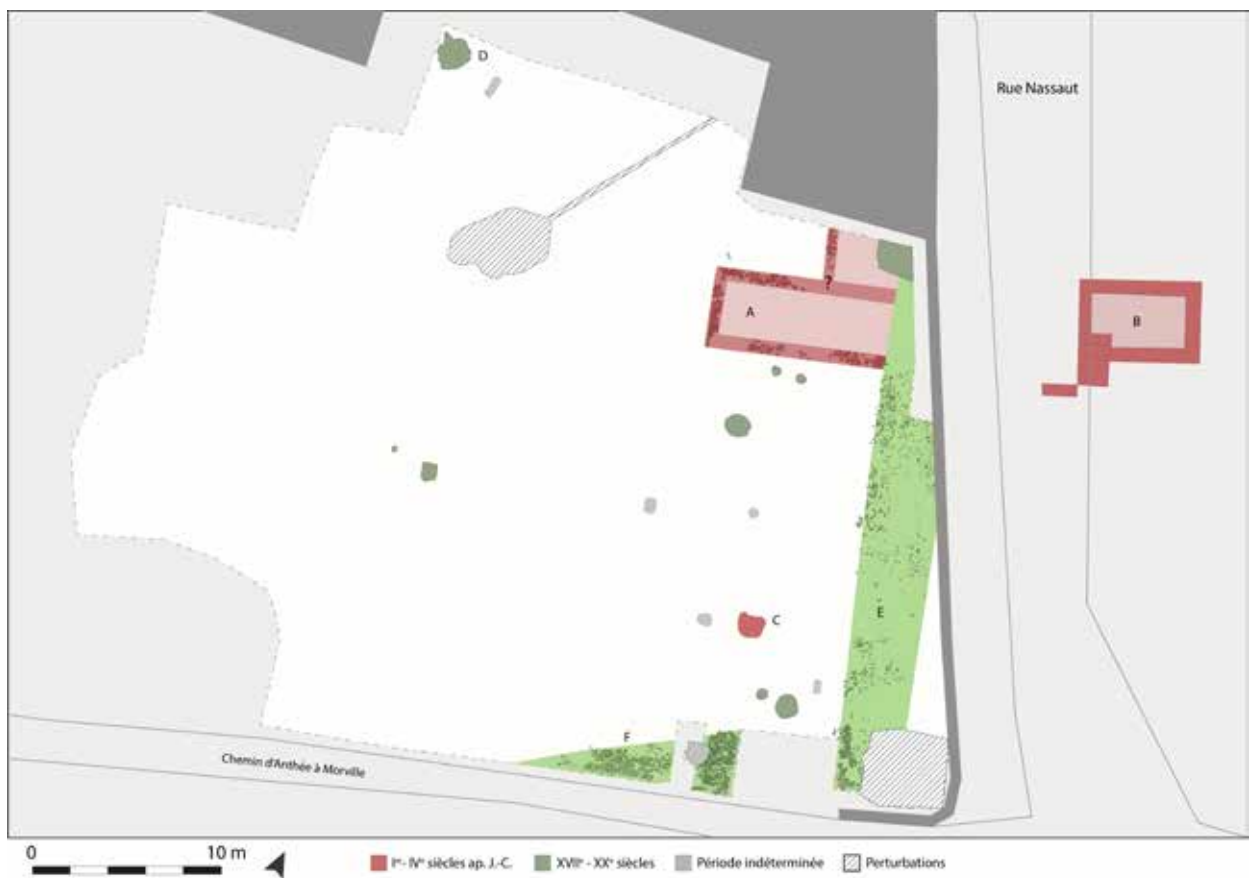 D
Rue Nassaut
?
A
B
C
E
F
Chemin d'Anthée à Morville
0 10 m
Iᵉʳ - IVᵉ siècles ap. J.-C.
XVIIᵉ - XXᵉ siècles
Période indéterminée
Perturbations